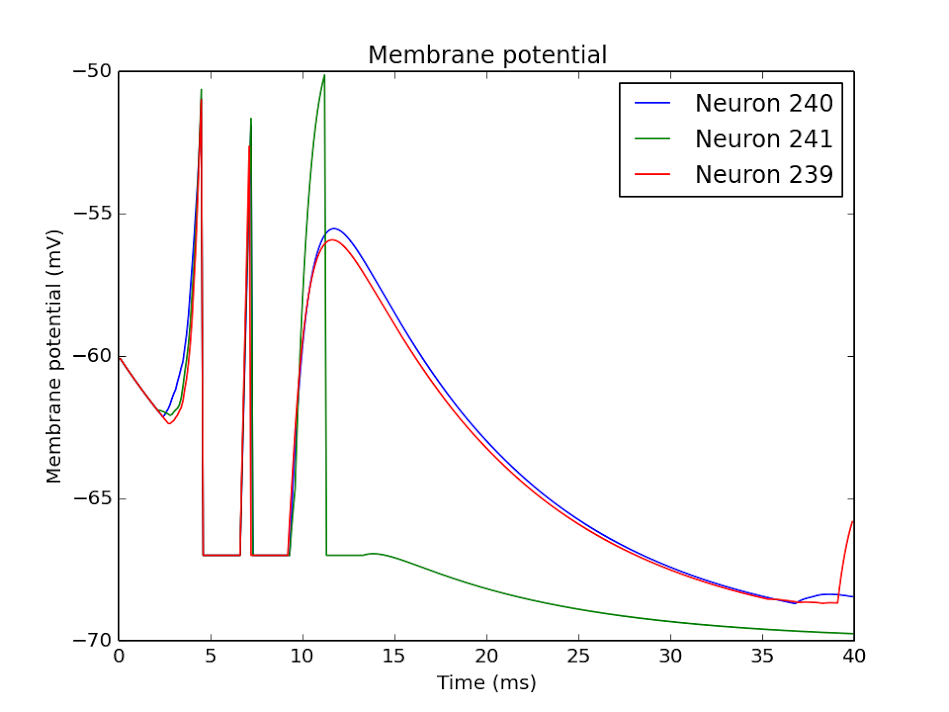 Membrane potential
Neuron 240
Neuron 241
Neuron 239
Membrane potential (mV)
−50
−55
−60
−65
−70
0 5 10 15 20 25 30 35 40
Time (ms)